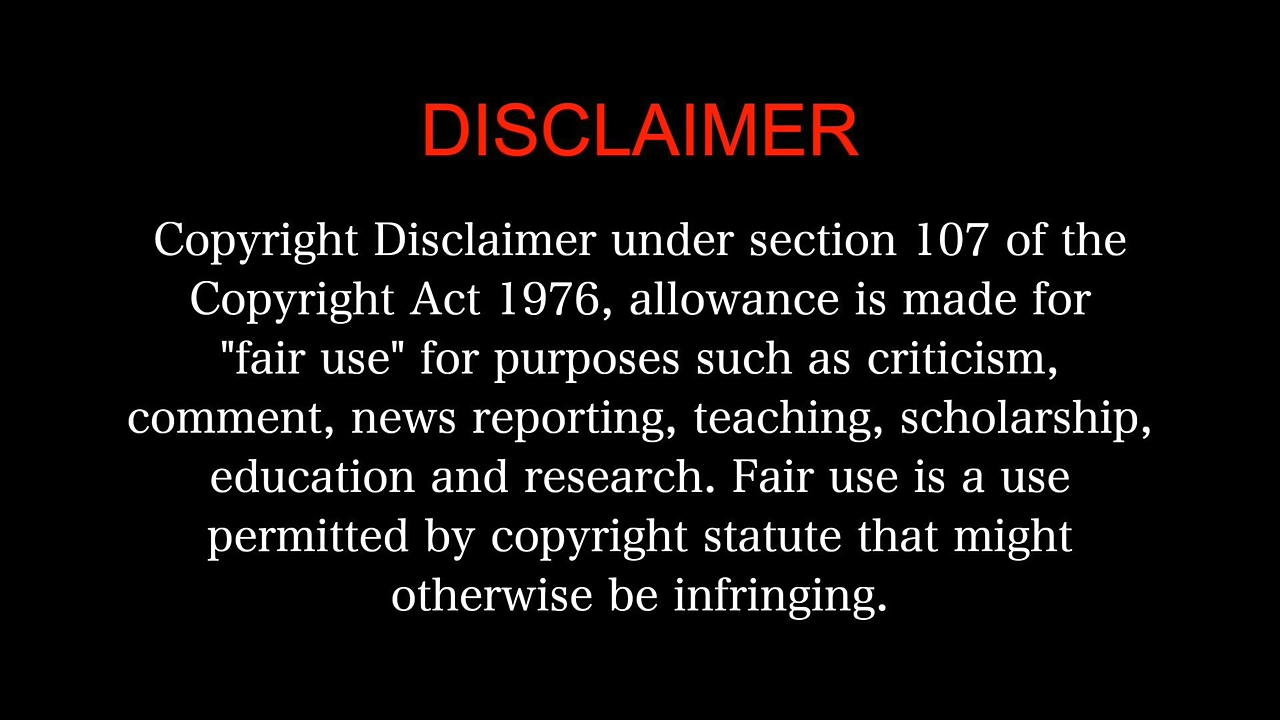 DISCLAIMER
Copyright Disclaimer under section 107 of the
Copyright Act 1976, allowance is made for
"fair use" for purposes such as criticism,
comment, news reporting, teaching, scholarship,
education and research. Fair use is a use
permitted by copyright statute that might
otherwise be infringing.